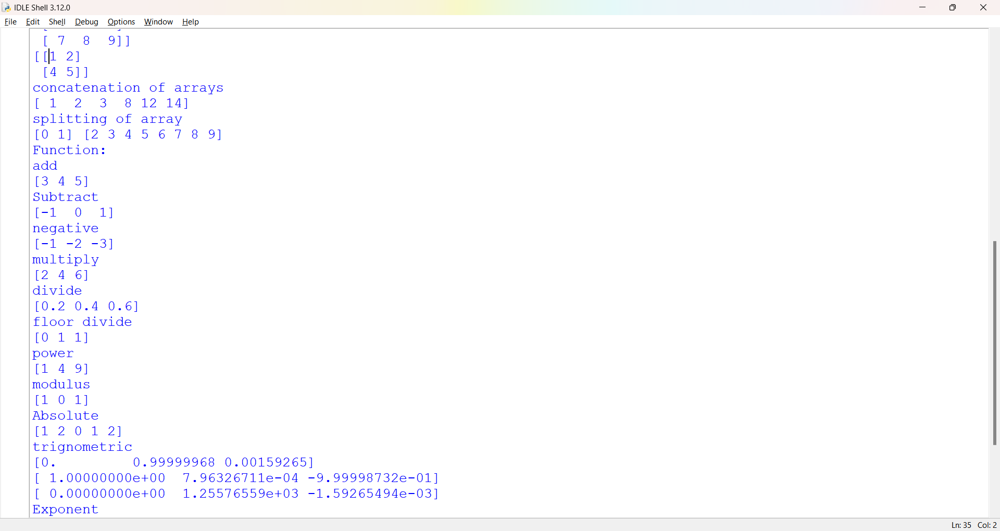 IDLE Shell 3.12.0
File Edit Shell Debug Options Window Help
[ 7  8  9]]
[[1 2]
 [4 5]]
concatenation of arrays
[ 1  2  3  8 12 14]
splitting of array
[0 1] [2 3 4 5 6 7 8 9]
Function:
add
[3 4 5]
Subtract
[-1  0  1]
negative
[-1 -2 -3]
multiply
[2 4 6]
divide
[0.2 0.4 0.6]
floor divide
[0 1 1]
power
[1 4 9]
modulus
[1 0 1]
Absolute
[1 2 0 1 2]
trignometric
[0.         0.99999968 0.00159265]
[ 1.00000000e+00  7.96326711e-04 -9.99998732e-01]
[ 0.00000000e+00  1.25576559e+03 -1.59265494e-03]
Exponent
Ln: 35 Col: 2